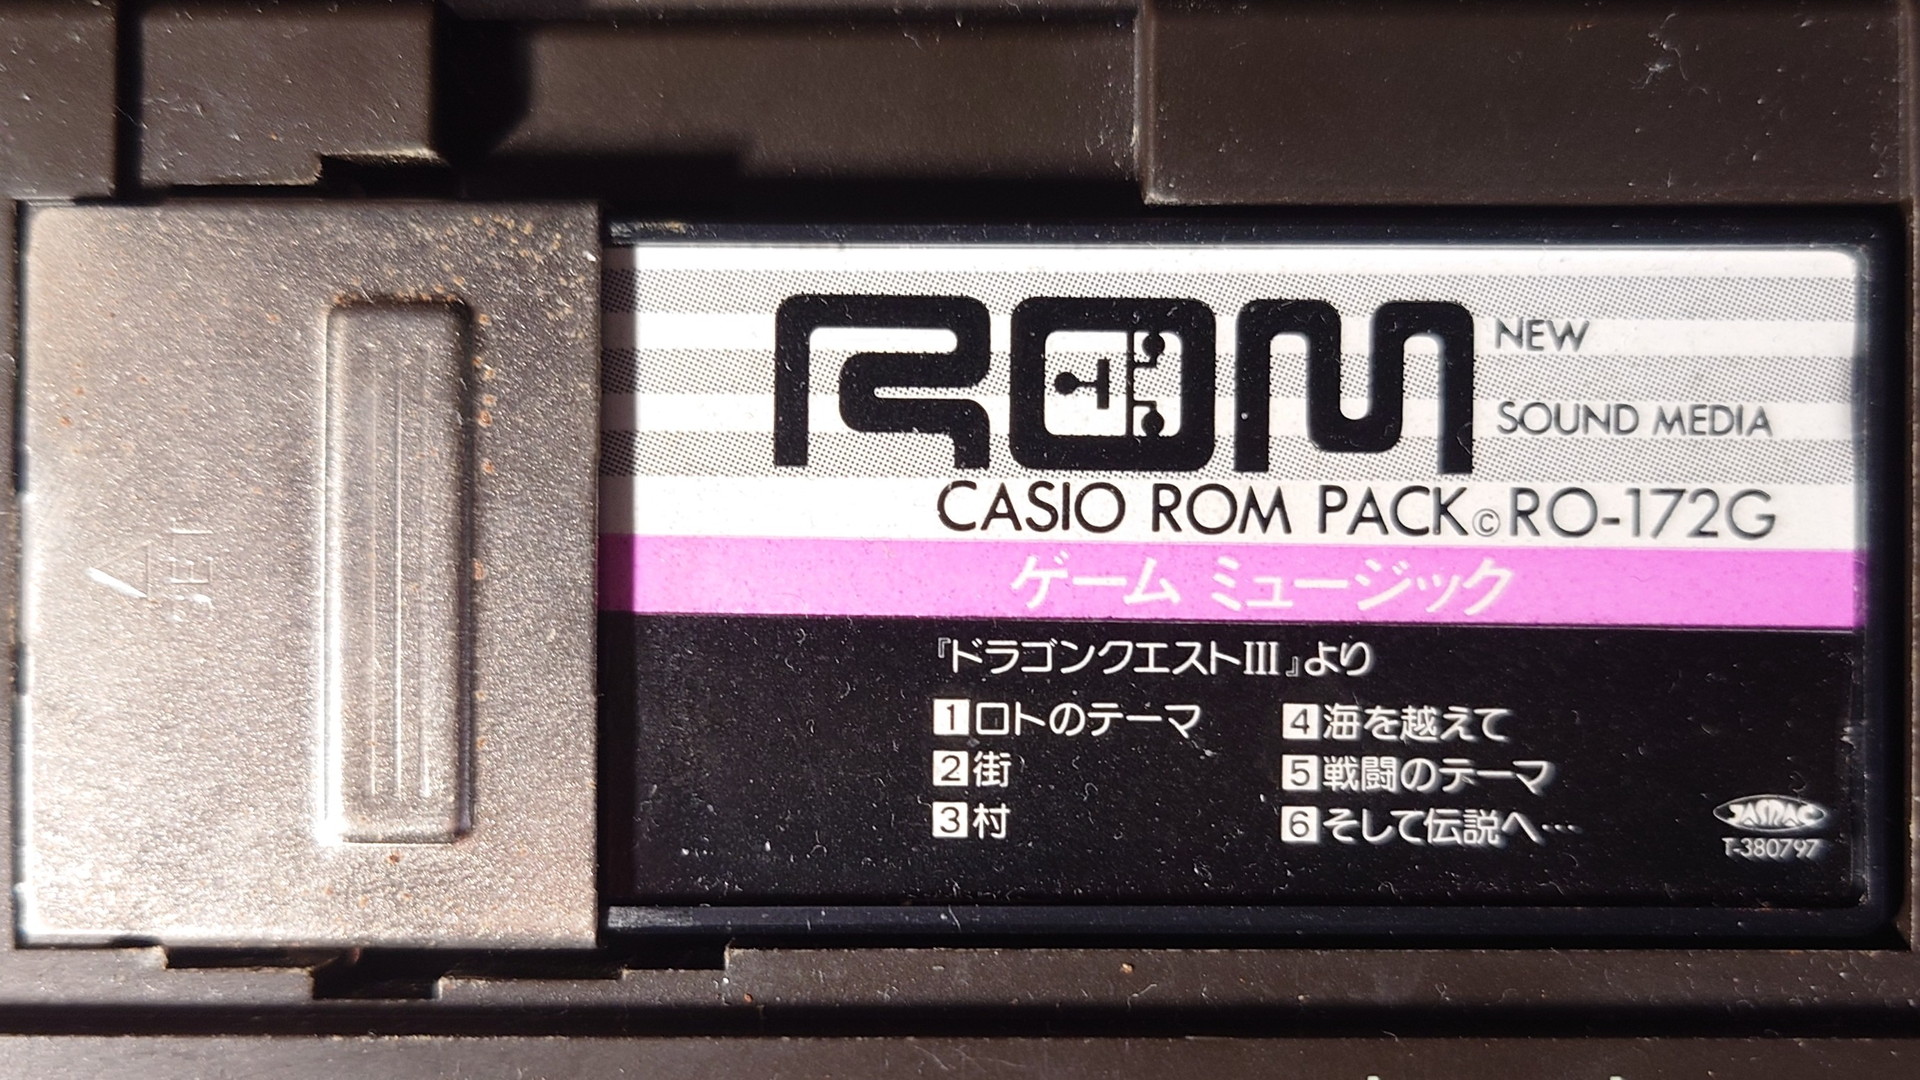 SET
ROM
NEW
SOUND MEDIA
CASIO ROM PACK©RO-172G
ゲーム ミュージック
『ドラゴンクエストIII』より
1 ロトのテーマ
2 街
3 村
4 海を越えて
5 戦闘のテーマ
6 そして伝説へ…
JASRAC
T-380797